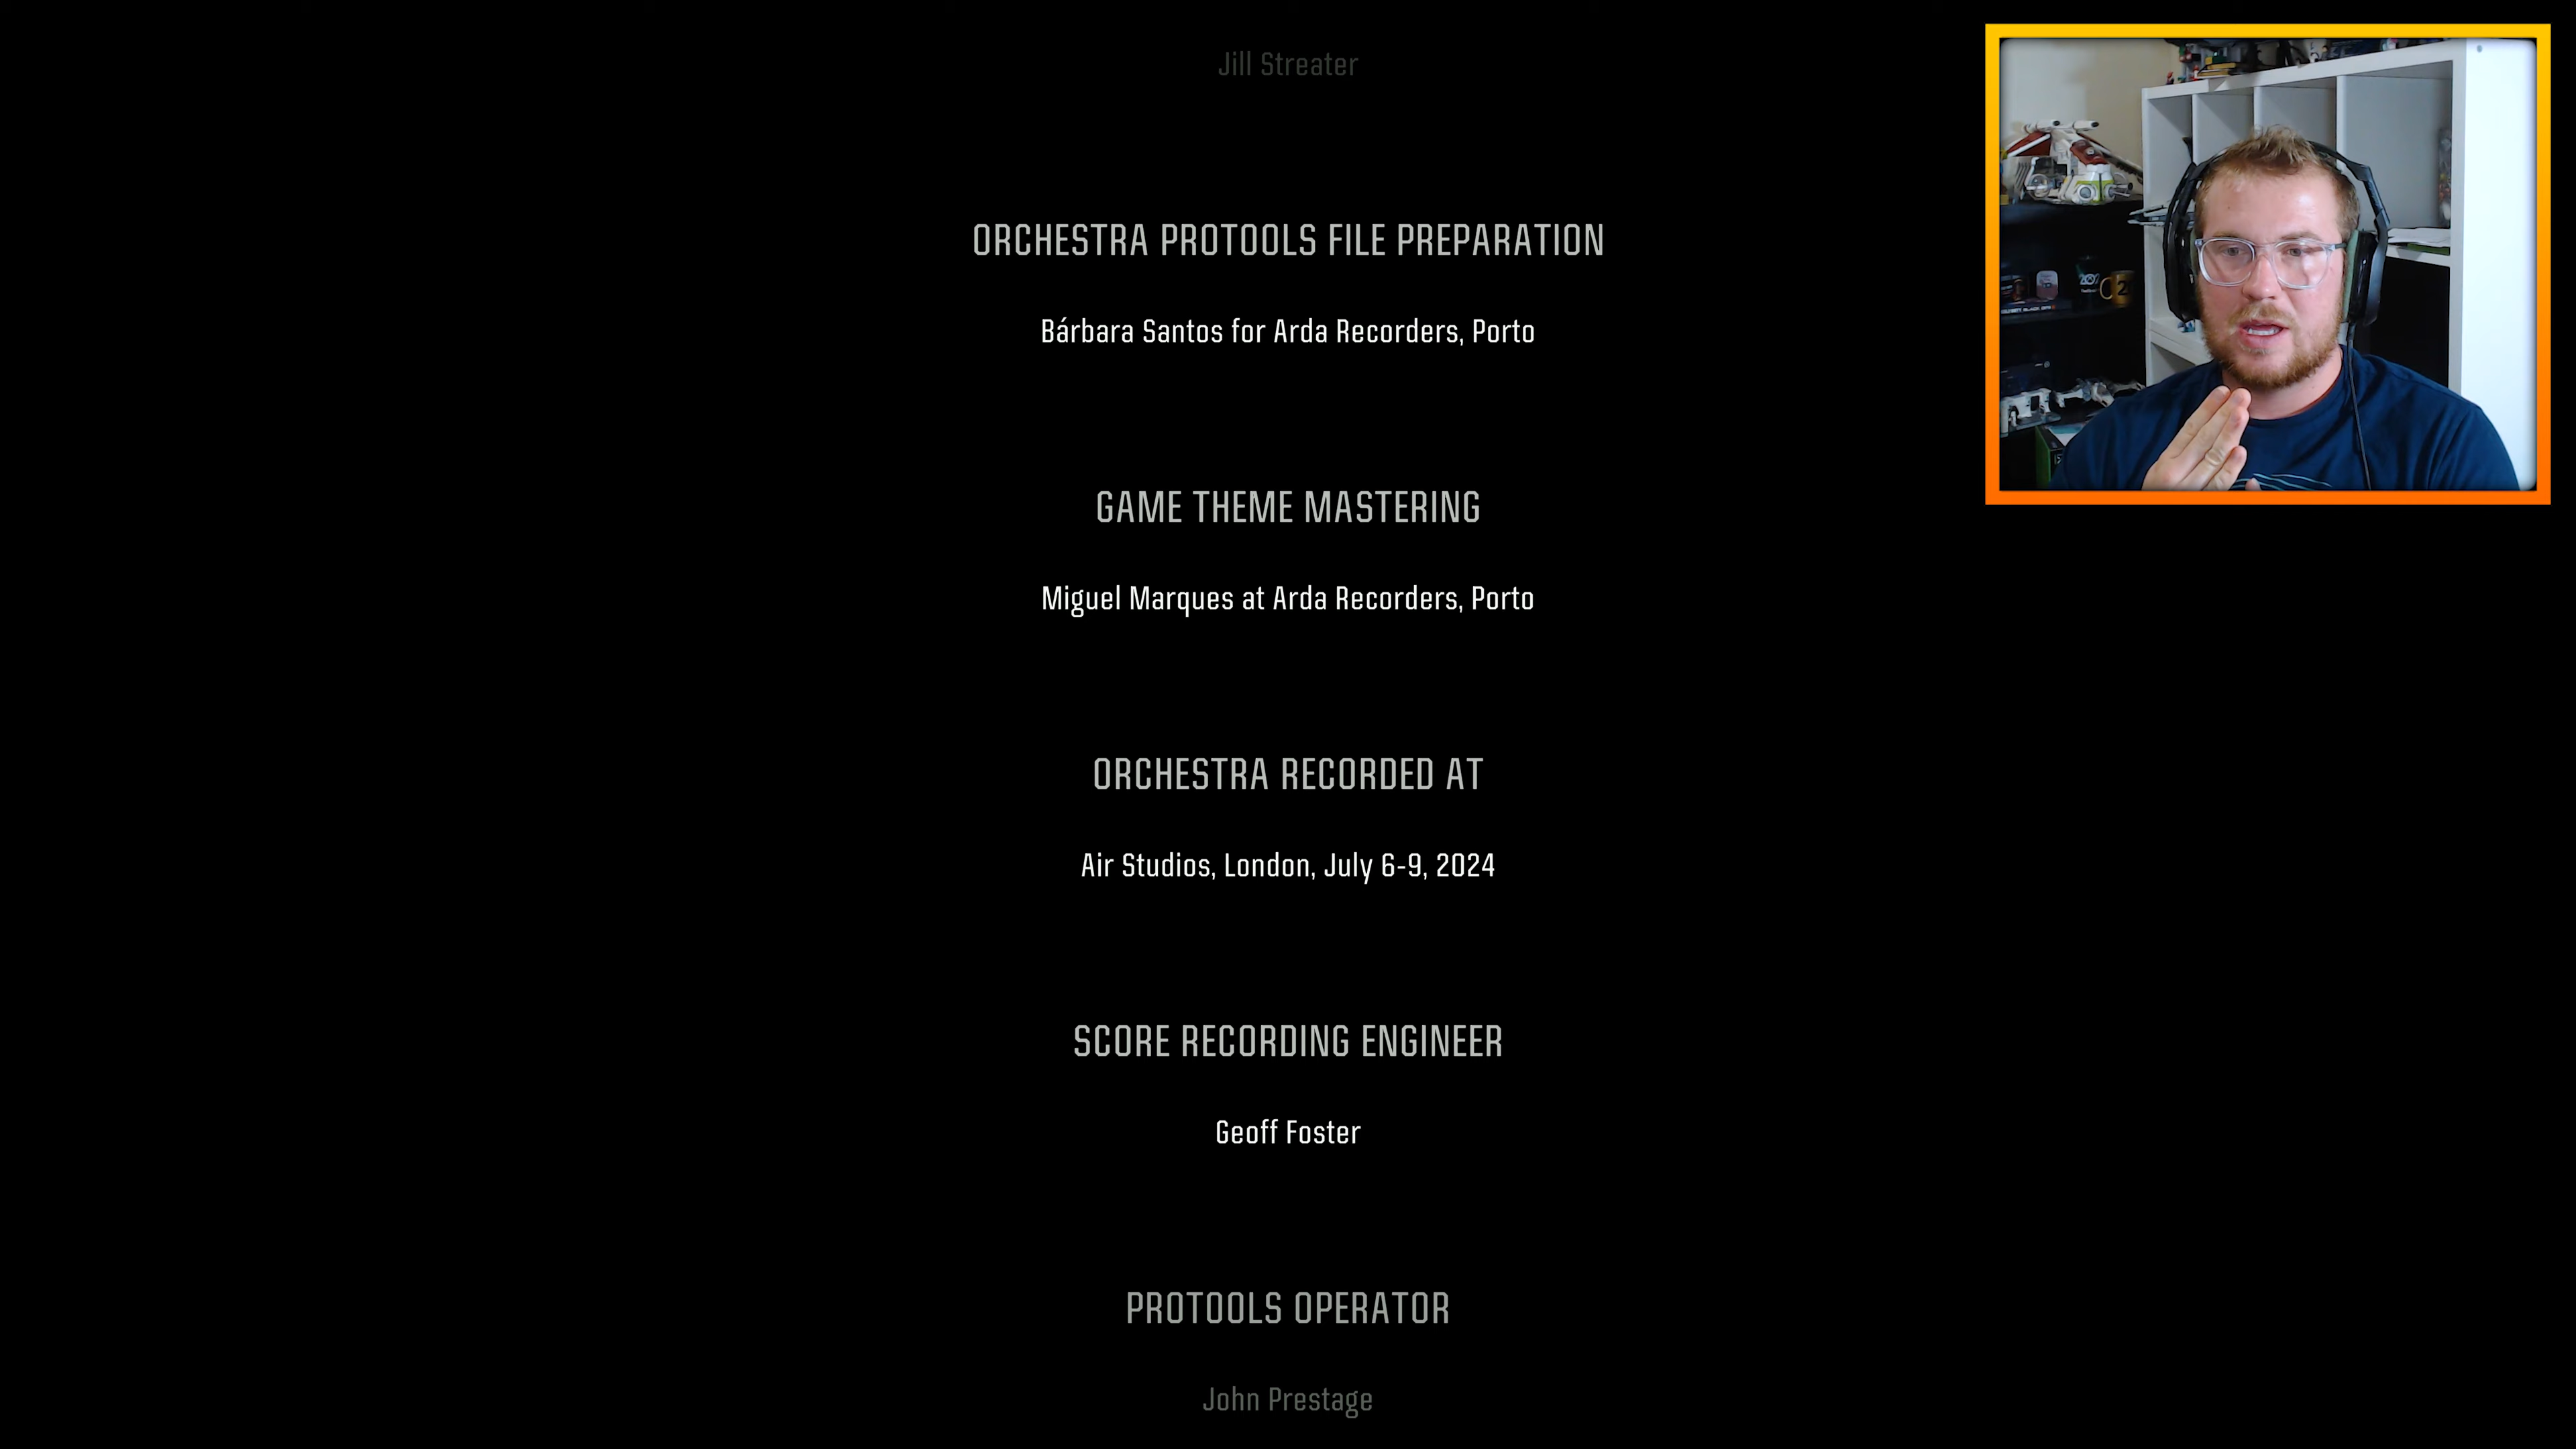 Jill Streater
ORCHESTRA PROTOOLS FILE PREPARATION
Bárbara Santos for Arda Recorders, Porto
GAME THEME MASTERING
Miguel Marques at Arda Recorders, Porto
ORCHESTRA RECORDED AT
Air Studios, London, July 6-9, 2024
SCORE RECORDING ENGINEER
Geoff Foster
PROTOOLS OPERATOR
John Prestage